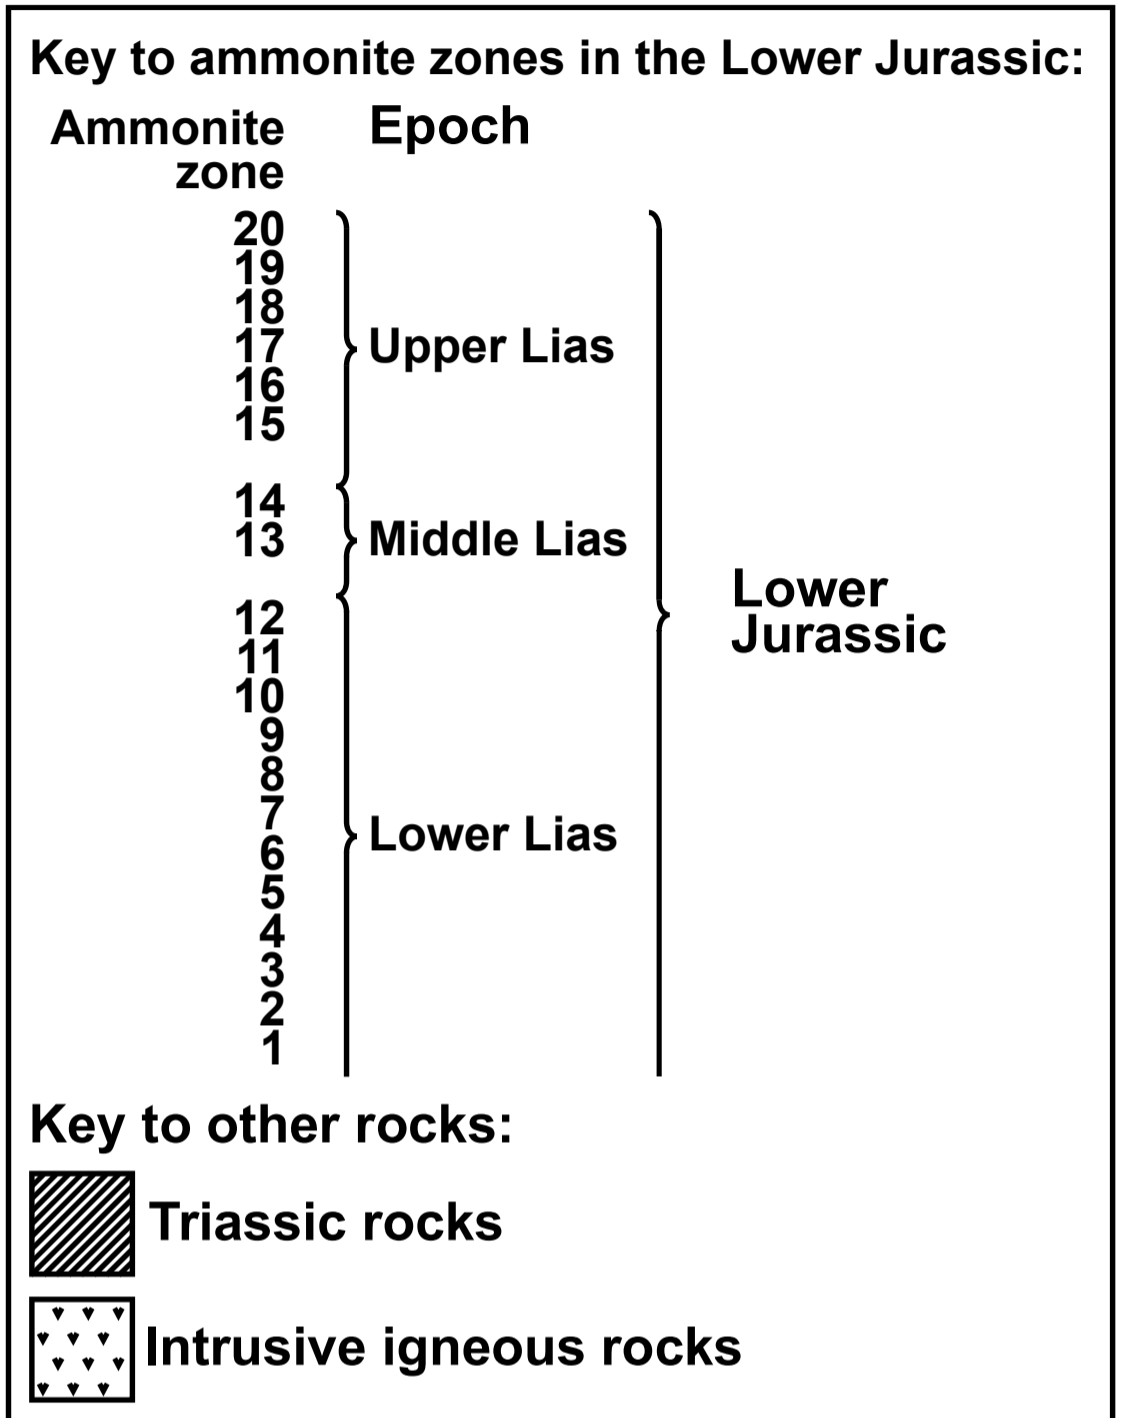 Key to ammonite zones in the Lower Jurassic:
Ammonite zone
Epoch
20
19
18
17
16
15
Upper Lias
14
13
Middle Lias
12
11
10
9
8
7
6
5
4
3
2
1
Lower Lias
Lower
Jurassic
Key to other rocks:
Triassic rocks
Intrusive igneous rocks